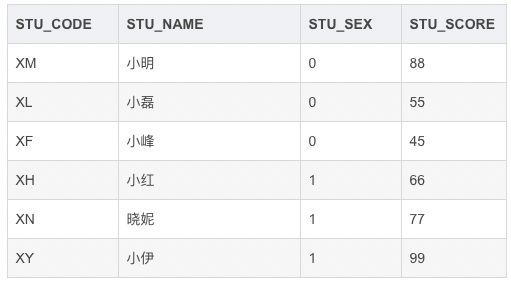 STU_CODE STU_NAME STU_SEX STU_SCORE
XM 小明 0 88
XL 小磊 0 55
XF 小峰 0 45
XH 小红 1 66
XN 晓妮 1 77
XY 小伊 1 99